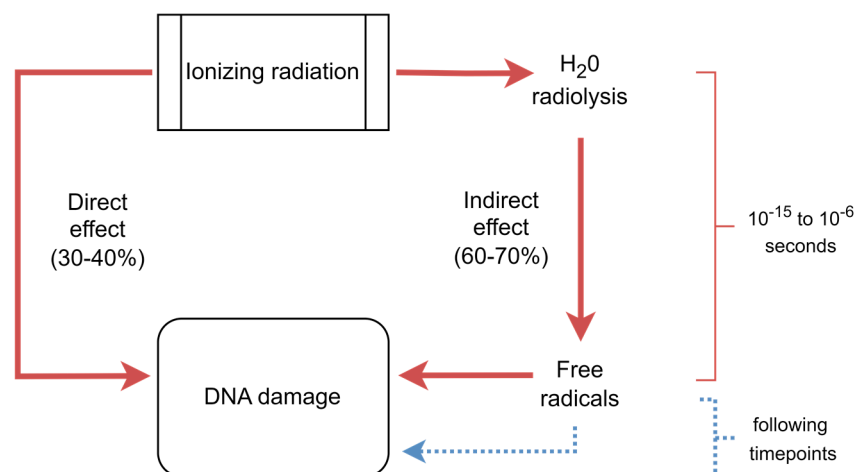 Ionizing radiation
H₂0
radiolysis
Direct
effect
(30-40%)
Indirect
effect
(60-70%)
10⁻¹⁵ to 10⁻⁶
seconds
DNA damage
Free
radicals
following
timepoints